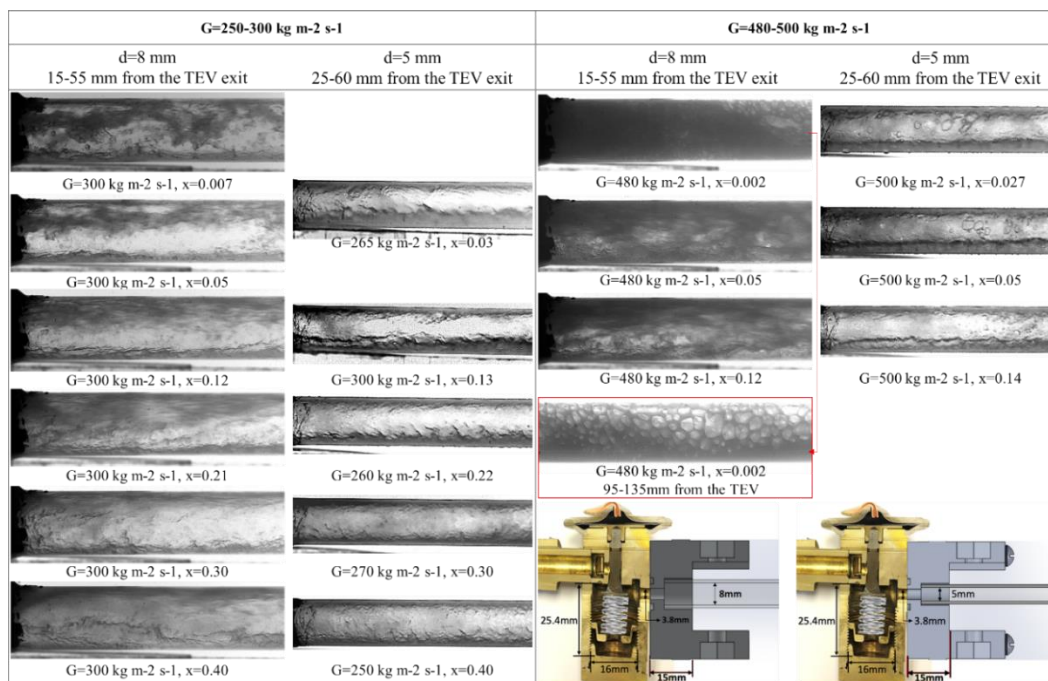 G=250-300 kg m-2 s-1
d=8 mm
15-55 mm from the TEV exit
d=5 mm
25-60 mm from the TEV exit
G=300 kg m-2 s-1, x=0.007
G=300 kg m-2 s-1, x=0.05
G=265 kg m-2 s-1, x=0.03
G=300 kg m-2 s-1, x=0.12
G=300 kg m-2 s-1, x=0.13
G=300 kg m-2 s-1, x=0.21
G=260 kg m-2 s-1, x=0.22
G=300 kg m-2 s-1, x=0.30
G=270 kg m-2 s-1, x=0.30
G=300 kg m-2 s-1, x=0.40
G=250 kg m-2 s-1, x=0.40
G=480-500 kg m-2 s-1
d=8 mm
15-55 mm from the TEV exit
d=5 mm
25-60 mm from the TEV exit
G=480 kg m-2 s-1, x=0.002
G=500 kg m-2 s-1, x=0.027
G=480 kg m-2 s-1, x=0.05
G=500 kg m-2 s-1, x=0.05
G=480 kg m-2 s-1, x=0.12
G=500 kg m-2 s-1, x=0.14
G=480 kg m-2 s-1, x=0.002
95-135mm from the TEV
8mm
25.4mm
3.8mm
16mm
15mm
5mm
25.4mm
3.8mm
16mm
15mm